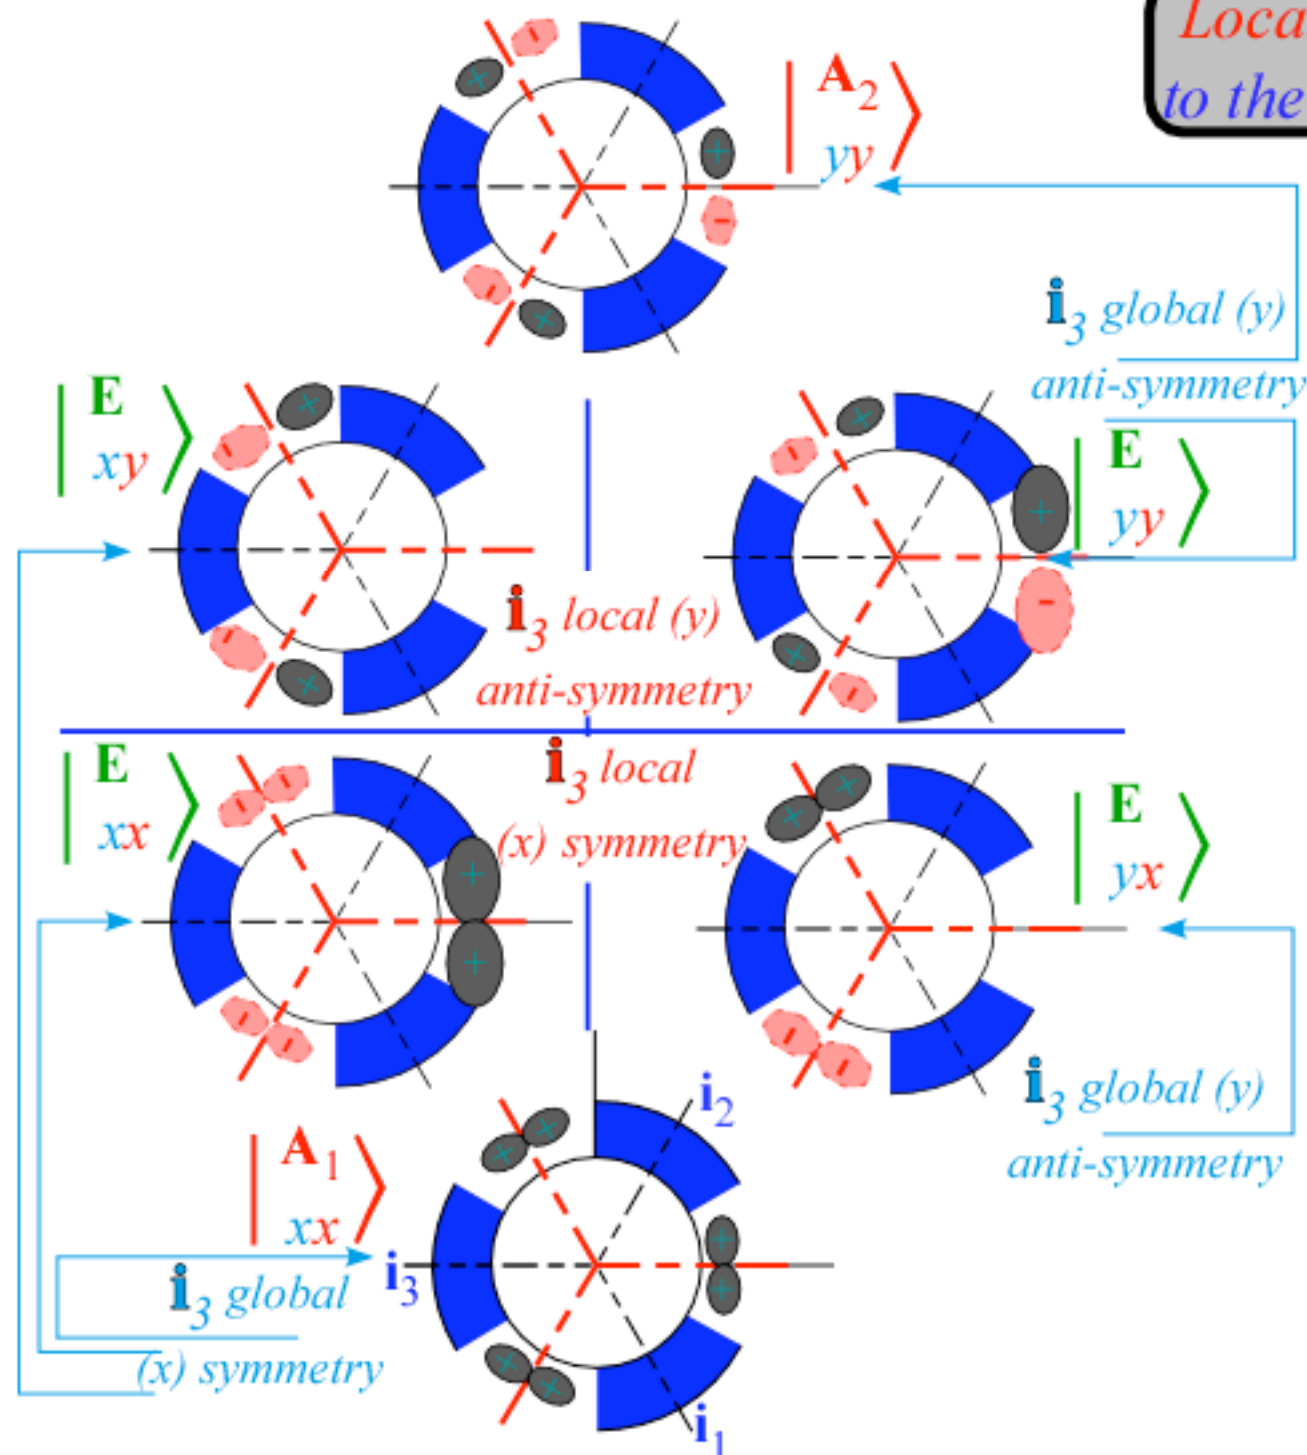 Loca
to the
| A₂ ⟩
yy
i₃ global (y)
anti-symmetry
| E ⟩
xy
| E ⟩
yy
i₃ local (y)
anti-symmetry
i₃ local
(x) symmetry
| E ⟩
xx
| E ⟩
yx
i₃ global (y)
anti-symmetry
i₂
| A₁ ⟩
xx
i₃
i₃ global
(x) symmetry
i₁